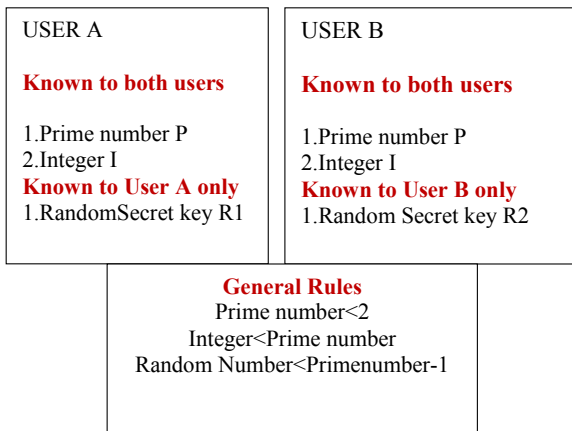 USER A
Known to both users
1.Prime number P
2.Integer I
Known to User A only
1.RandomSecret key R1
USER B
Known to both users
1.Prime number P
2.Integer I
Known to User B only
1.Random Secret key R2
General Rules
Prime number<2
Integer<Prime number
Random Number<Primenumber-1